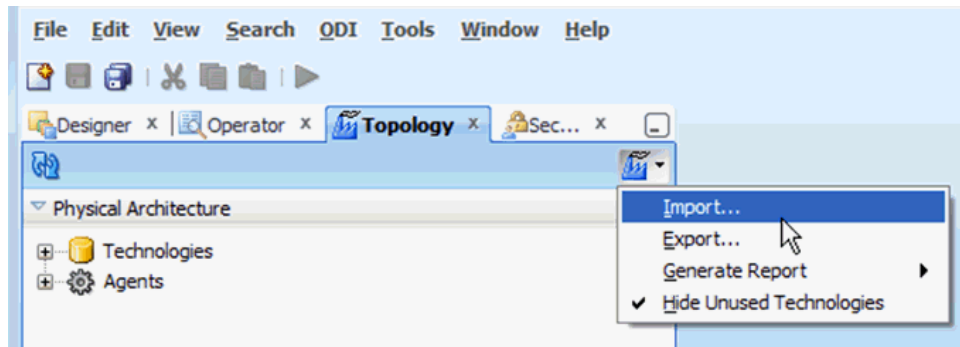 File Edit View Search ODI Tools Window Help
Designer x Operator x Topology x Sec... x
Physical Architecture
Import...
Technologies
Export...
Agents
Generate Report
Hide Unused Technologies